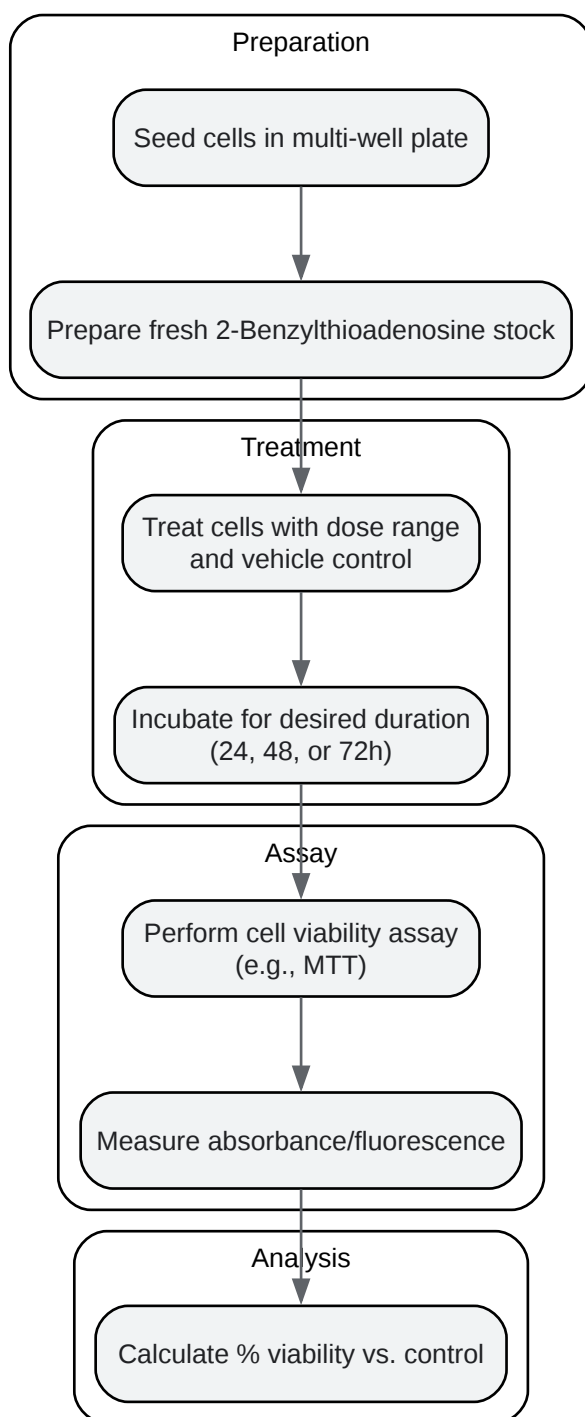 Preparation
Seed cells in multi-well plate
Prepare fresh 2-Benzylthioadenosine stock
Treatment
Treat cells with dose range
and vehicle control
Incubate for desired duration
(24, 48, or 72h)
Assay
Perform cell viability assay
(e.g., MTT)
Measure absorbance/fluorescence
Analysis
Calculate % viability vs. control